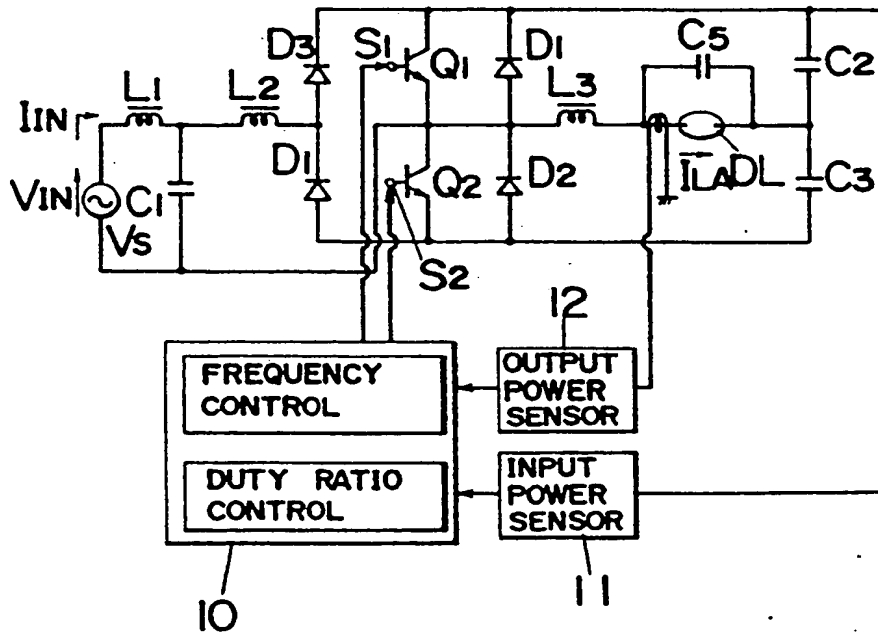 D3
S1
Q1
D1
C5
C2
L1
L2
L3
IIN
VIN
C1
VS
D1
Q2
D2
ILA
DL
C3
S2
12
FREQUENCY
CONTROL
OUTPUT
POWER
SENSOR
DUTY RATIO
CONTROL
INPUT
POWER
SENSOR
10
11